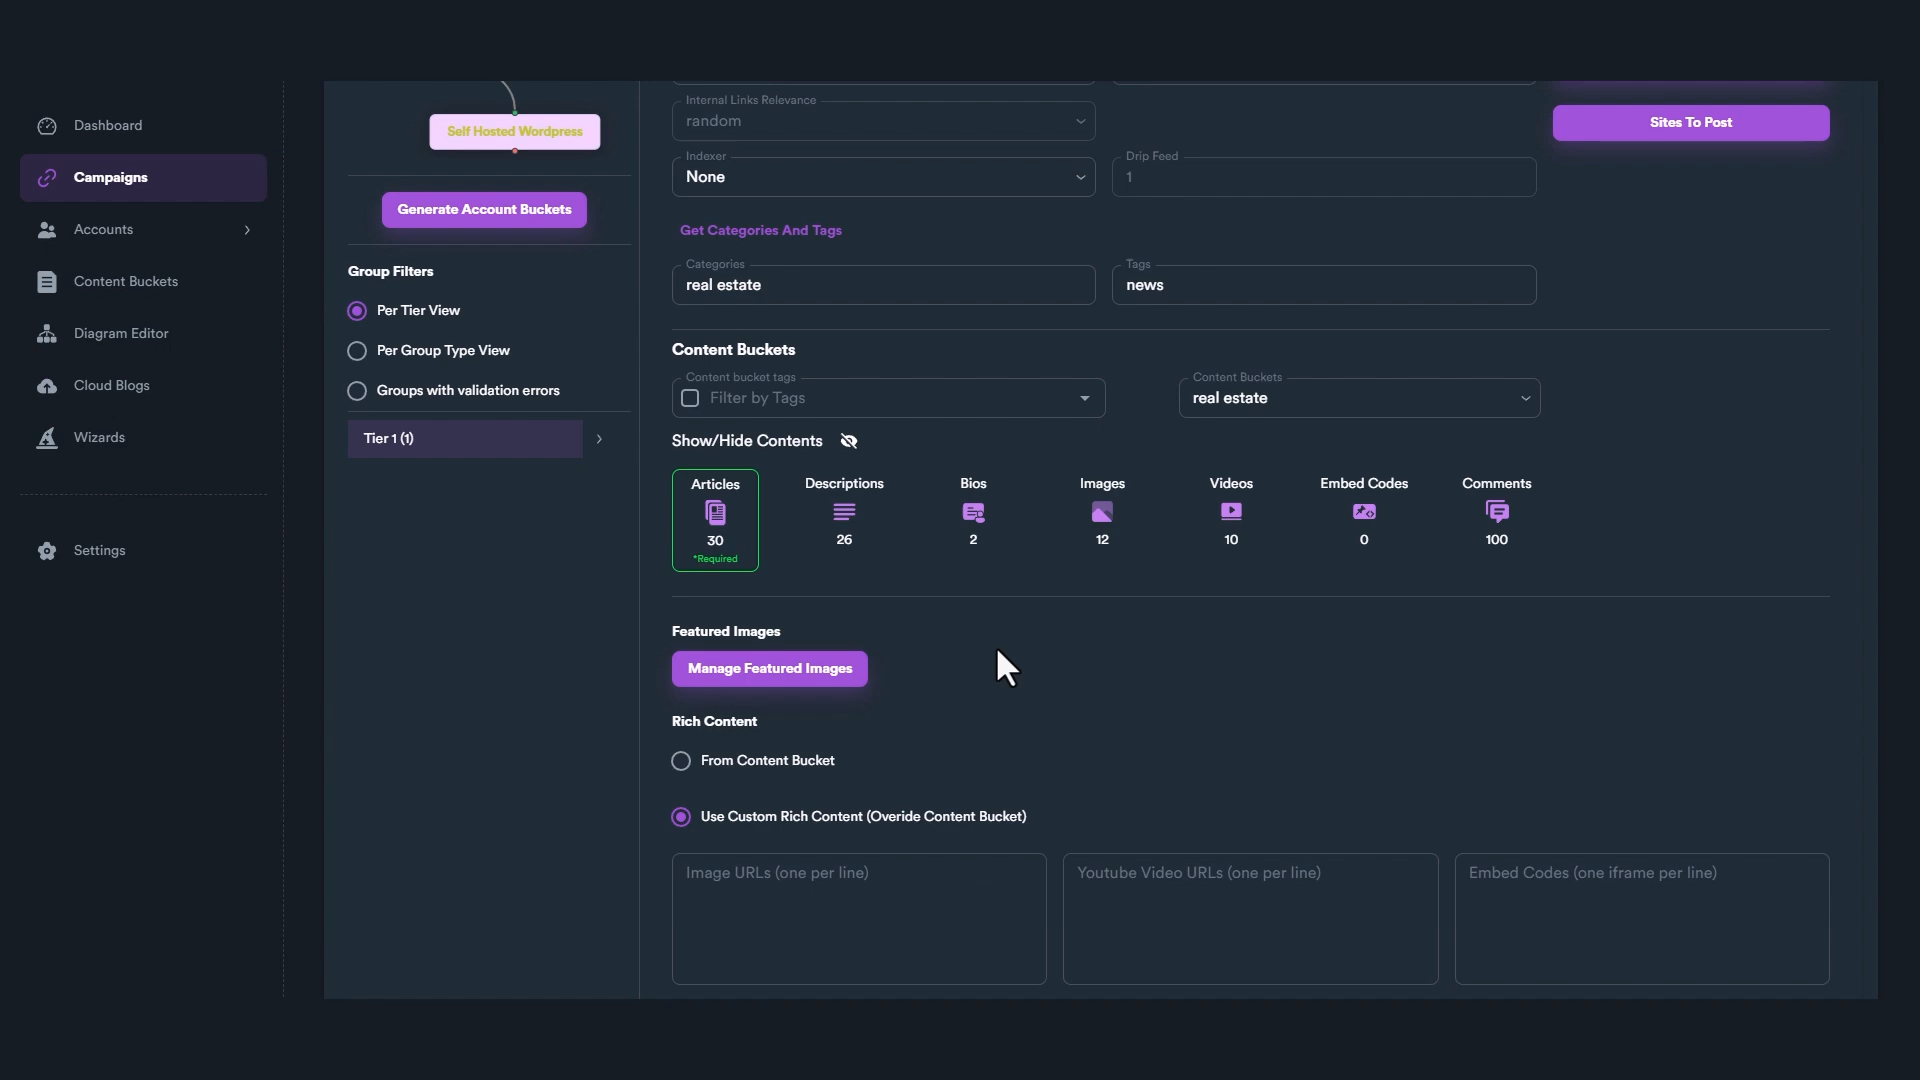 Dashboard
Campaigns
Accounts
Content Buckets
Diagram Editor
Cloud Blogs
Wizards
Settings
Self Hosted Wordpress
Generate Account Buckets
Group Filters
Per Tier View
Per Group Type View
Groups with validation errors
Tier 1 (1)
Internal Links Relevance
random
Sites To Post
Indexer
None
Drip Feed
1
Get Categories And Tags
Categories
real estate
Tags
news
Content Buckets
Content bucket tags
Filter by Tags
Content Buckets
real estate
Show/Hide Contents
Articles
30
*Required
Descriptions
26
Bios
2
Images
12
Videos
10
Embed Codes
0
Comments
100
Featured Images
Manage Featured Images
Rich Content
From Content Bucket
Use Custom Rich Content (Overide Content Bucket)
Image URLs (one per line)
Youtube Video URLs (one per line)
Embed Codes (one iframe per line)